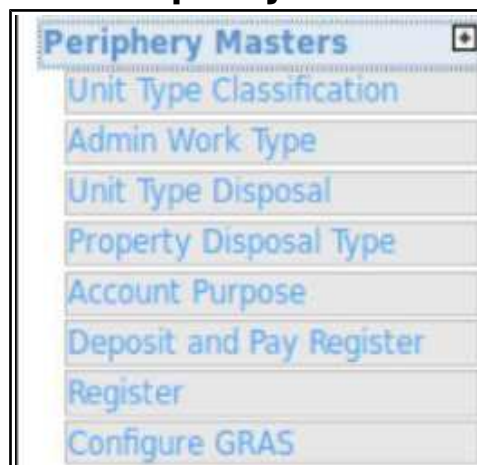 Periphery Masters
Unit Type Classification
Admin Work Type
Unit Type Disposal
Property Disposal Type
Account Purpose
Deposit and Pay Register
Register
Configure GRAS